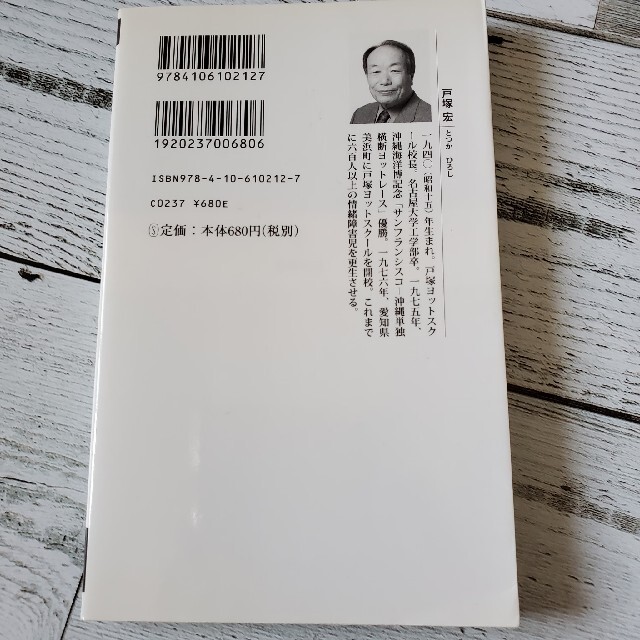 9784106102127
1920237006806
ISBN978-4-10-610212-7
C0237 ¥680E
Ⓢ定価：本体680円(税別)
戸塚 宏 とつか ひろし
一九四〇（昭和十五）年生まれ。戸塚ヨットスク
ール校長。名古屋大学工学部卒。一九七五年、
沖縄海洋博記念「サンフランシスコ―沖縄単独
横断ヨットレース」優勝。一九七六年、愛知県
美浜町に戸塚ヨットスクールを開校。これまで
に六百人以上の情緒障害児を更生させる。